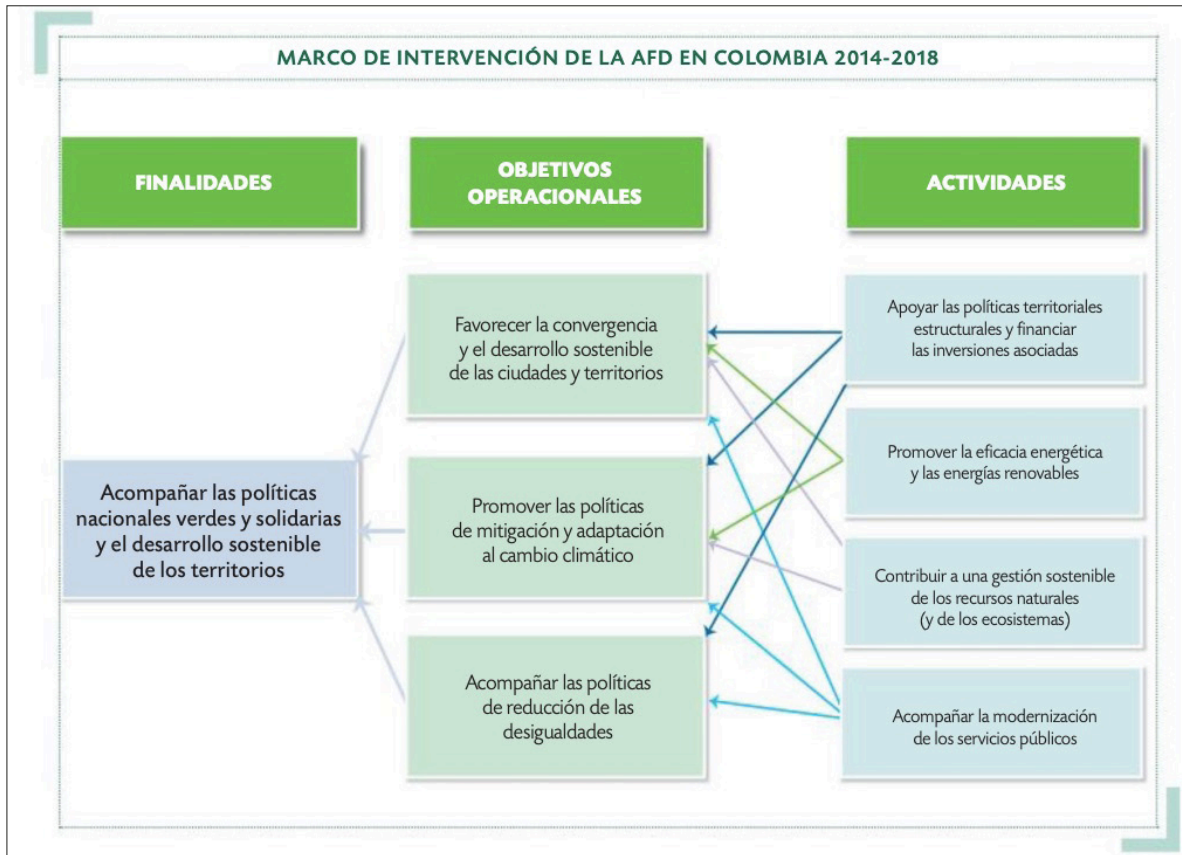 MARCO DE INTERVENCIÓN DE LA AFD EN COLOMBIA 2014-2018
FINALIDADES
OBJETIVOS
OPERACIONALES
ACTIVIDADES
Acompañar las políticas
nacionales verdes y solidarias
y el desarrollo sostenible
de los territorios
Favorecer la convergencia
y el desarrollo sostenible
de las ciudades y territorios
Promover las políticas
de mitigación y adaptación
al cambio climático
Acompañar las políticas
de reducción de las
desigualdades
Apoyar las políticas territoriales
estructurales y financiar
las inversiones asociadas
Promover la eficacia energética
y las energías renovables
Contribuir a una gestión sostenible
de los recursos naturales
(y de los ecosistemas)
Acompañar la modernización
de los servicios públicos